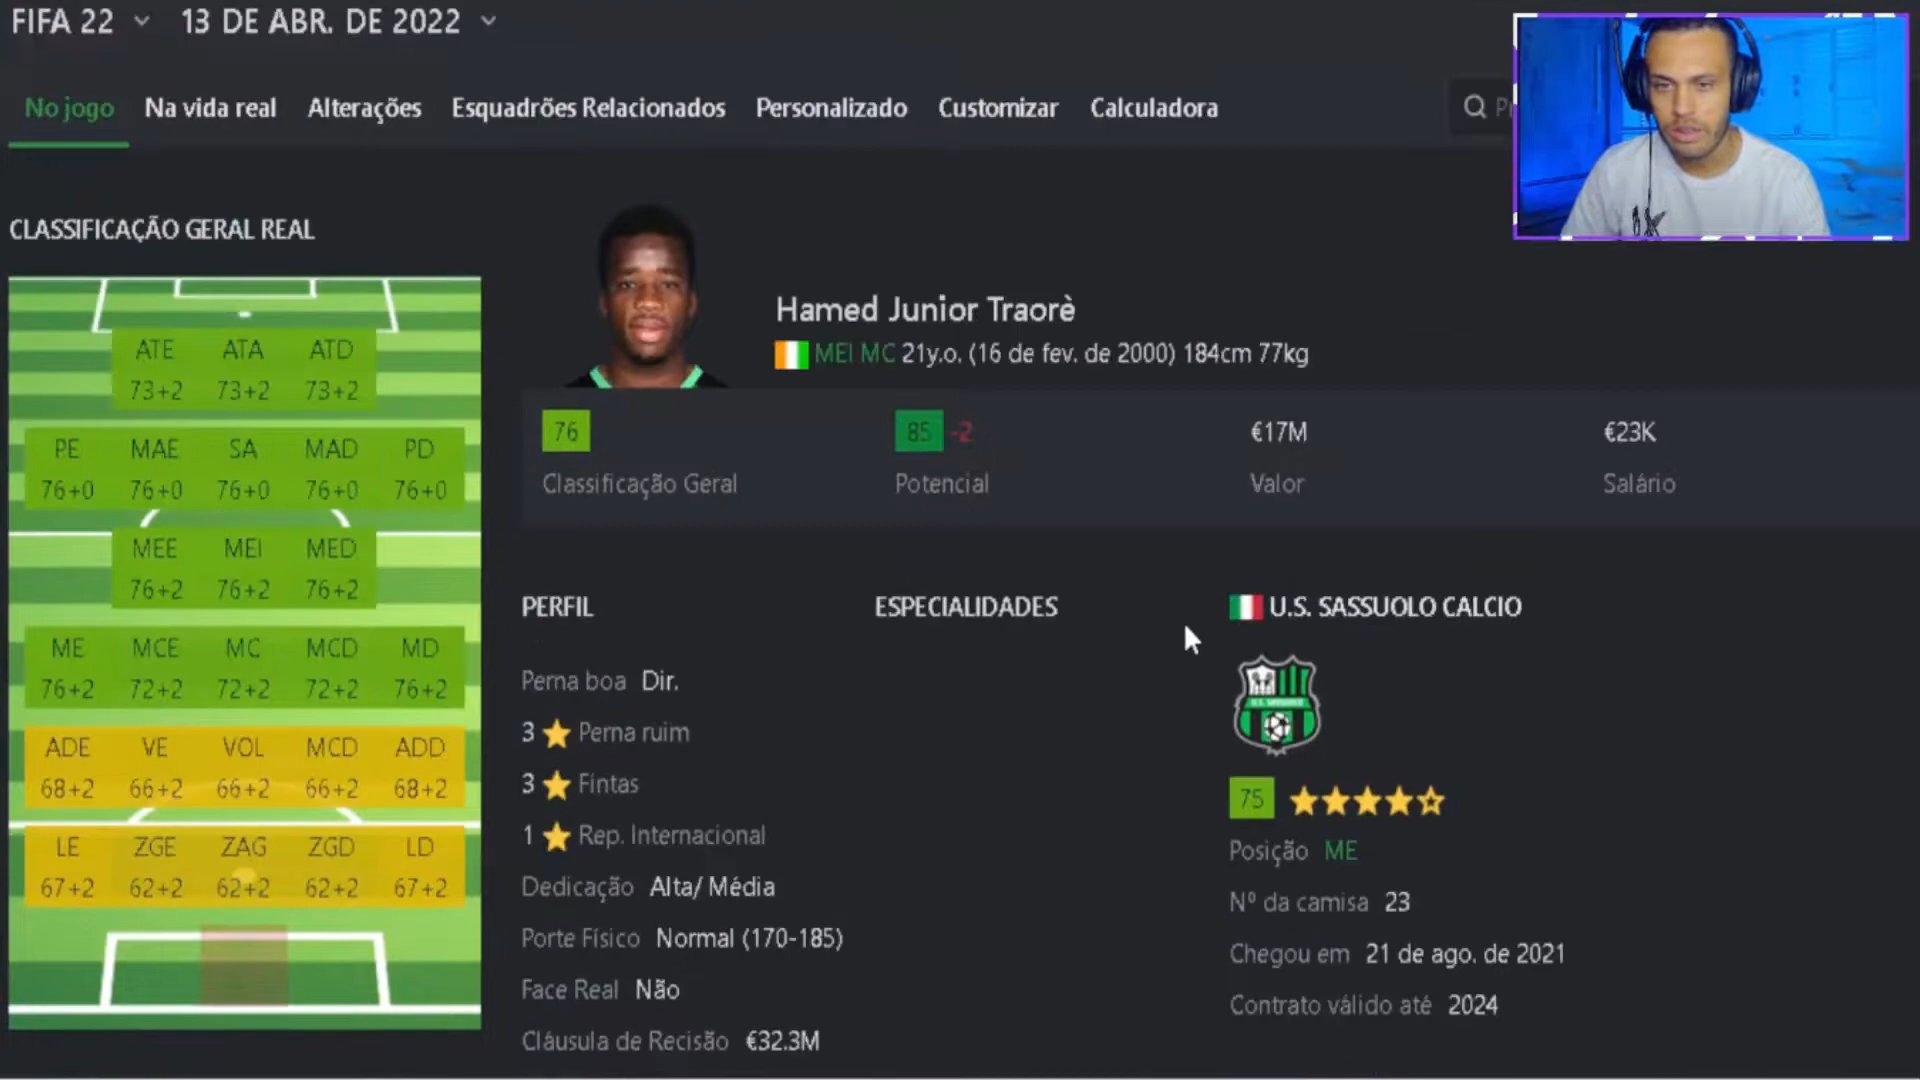 FIFA 22 13 DE ABR. DE 2022
No jogo Na vida real Alterações Esquadrões Relacionados Personalizado Customizar Calculadora
CLASSIFICAÇÃO GERAL REAL
ATE ATA ATD
73+2 73+2 73+2
PE MAE SA MAD PD
76+0 76+0 76+0 76+0 76+0
MEE MEI MED
76+2 76+2 76+2
ME MCE MC MCD MD
76+2 72+2 72+2 72+2 76+2
ADE VE VOL MCD ADD
68+2 66+2 66+2 66+2 68+2
LE ZGE ZAG ZGD LD
67+2 62+2 62+2 62+2 67+2
Hamed Junior Traorè
MEI MC 21y.o. (16 de fev. de 2000) 184cm 77kg
76 85 -2 €17M €23K
Classificação Geral Potencial Valor Salário
PERFIL
Perna boa Dir.
3 Perna ruim
3 Fintas
1 Rep. Internacional
Dedicação Alta/ Média
Porte Físico Normal (170-185)
Face Real Não
Cláusula de Recisão €32.3M
ESPECIALIDADES
U.S. SASSUOLO CALCIO
75
Posição ME
Nº da camisa 23
Chegou em 21 de ago. de 2021
Contrato válido até 2024